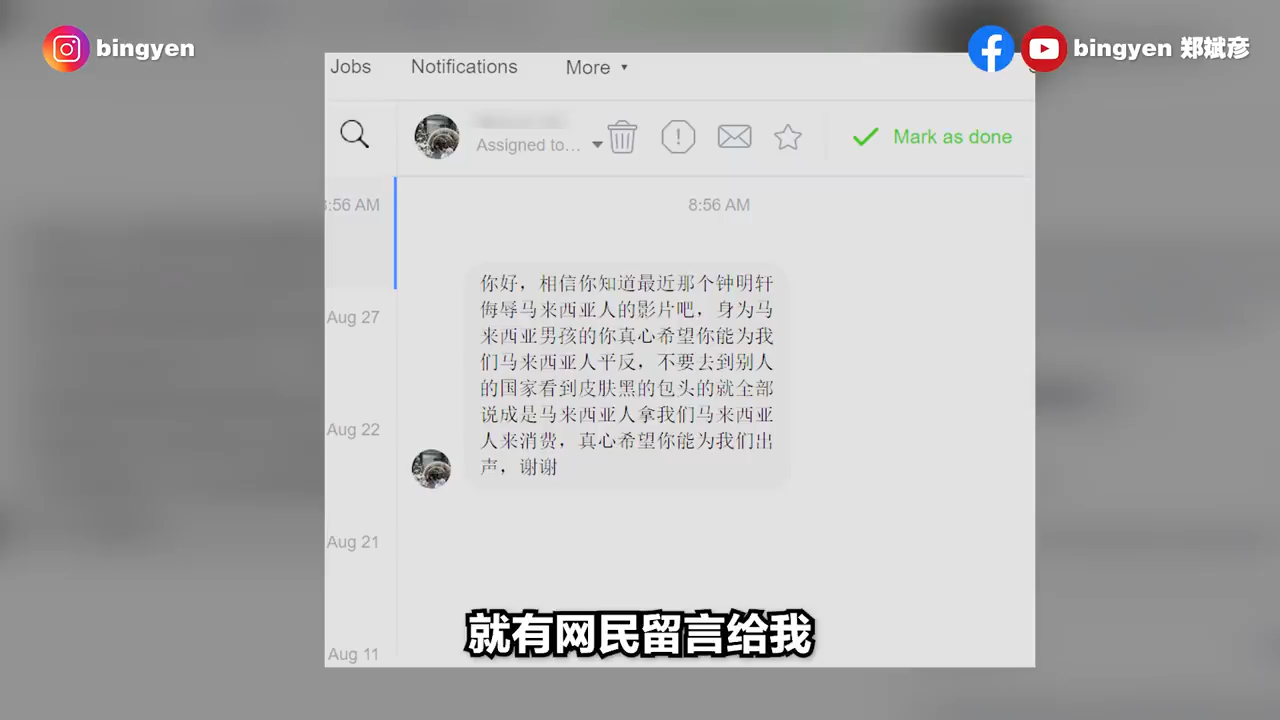 bingyen
bingyen 郑斌彦
Jobs
Notifications
More
Assigned to...
Mark as done
:56 AM
8:56 AM
你好，相信你知道最近那个钟明轩
侮辱马来西亚人的影片吧，身为马
来西亚男孩的你真心希望你能为我
们马来西亚人平反，不要去到别人
的国家看到皮肤黑的包头的就全部
说成是马来西亚人拿我们马来西亚
人来消费，真心希望你能为我们出
声，谢谢
Aug 27
Aug 22
Aug 21
Aug 11
就有网民留言给我